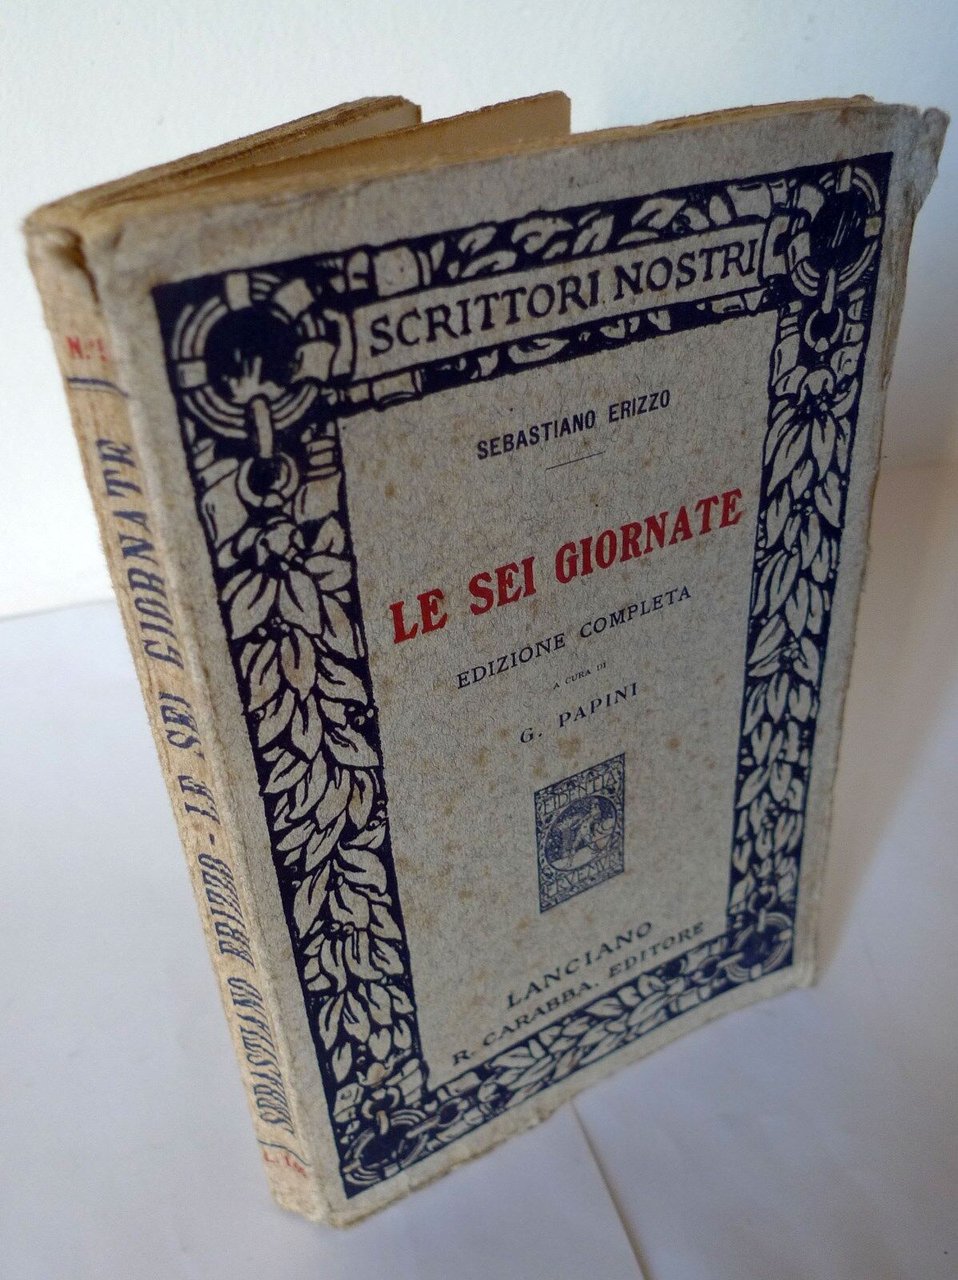 SCRITTORI NOSTRI
SEBASTIANO ERIZZO
LE SEI GIORNATE
EDIZIONE COMPLETA
A CURA DI
G. PAPINI
LANCIANO
R. CARABBA, EDITORE
SEBASTIANO ERIZZO - LE SEI GIORNATE